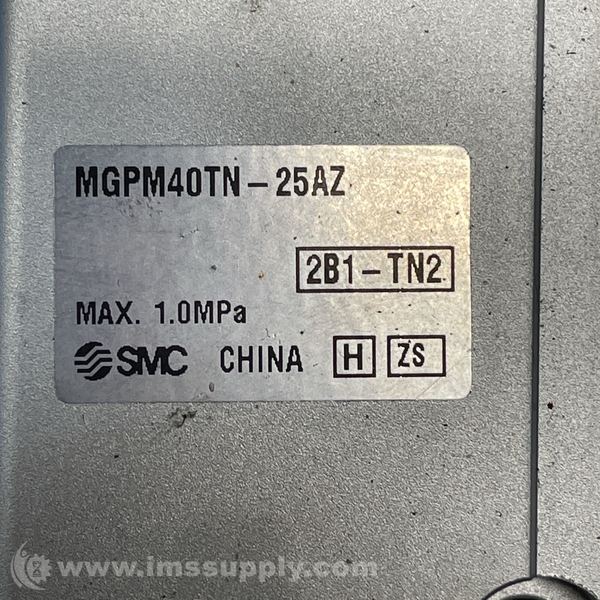 MGPM40TN-25AZ
2B1-TN2
MAX. 1.0MPa
SMC CHINA H ZS
www.imssupply.com